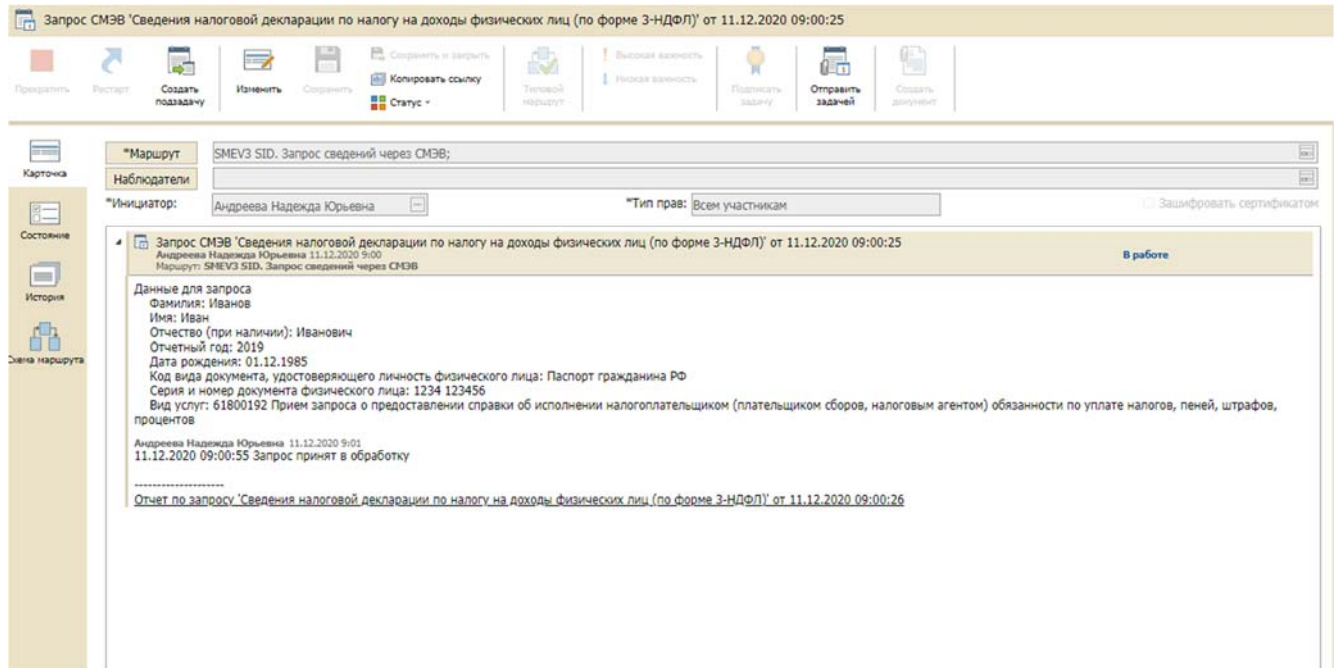 Запрос СМЭВ 'Сведения налоговой декларации по налогу на доходы физических лиц (по форме 3-НДФЛ)' от 11.12.2020 09:00:25
Прекратить
Рестарт
Создать подзадачу
Изменить
Сохранить
Сохранить и закрыть
Копировать ссылку
Статус
Типовой маршрут
Высокая важность
Низкая важность
Подписать задачу
Отправить задачей
Создать документ
Карточка
Состояние
История
Схема маршрута
*Маршрут
SMEV3 SID. Запрос сведений через СМЭВ;
Наблюдатели
*Инициатор:
Андреева Надежда Юрьевна
*Тип прав: Всем участникам
Зашифровать сертификатом
Запрос СМЭВ 'Сведения налоговой декларации по налогу на доходы физических лиц (по форме 3-НДФЛ)' от 11.12.2020 09:00:25
Андреева Надежда Юрьевна 11.12.2020 9:00
В работе
Маршрут: SMEV3 SID. Запрос сведений через СМЭВ
Данные для запроса
Фамилия: Иванов
Имя: Иван
Отчество (при наличии): Иванович
Отчетный год: 2019
Дата рождения: 01.12.1985
Код вида документа, удостоверяющего личность физического лица: Паспорт гражданина РФ
Серия и номер документа физического лица: 1234 123456
Вид услуг: 61800192 Прием запроса о предоставлении справки об исполнении налогоплательщиком (плательщиком сборов, налоговым агентом) обязанности по уплате налогов, пеней, штрафов,
процентов
Андреева Надежда Юрьевна 11.12.2020 9:01
11.12.2020 09:00:55 Запрос принят в обработку
--------------------
Отчет по запросу 'Сведения налоговой декларации по налогу на доходы физических лиц (по форме 3-НДФЛ)' от 11.12.2020 09:00:26